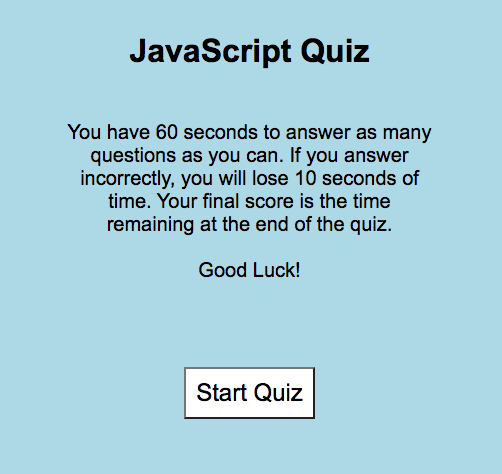 JavaScript Quiz
You have 60 seconds to answer as many
questions as you can. If you answer
incorrectly, you will lose 10 seconds of
time. Your final score is the time
remaining at the end of the quiz.
Good Luck!
Start Quiz